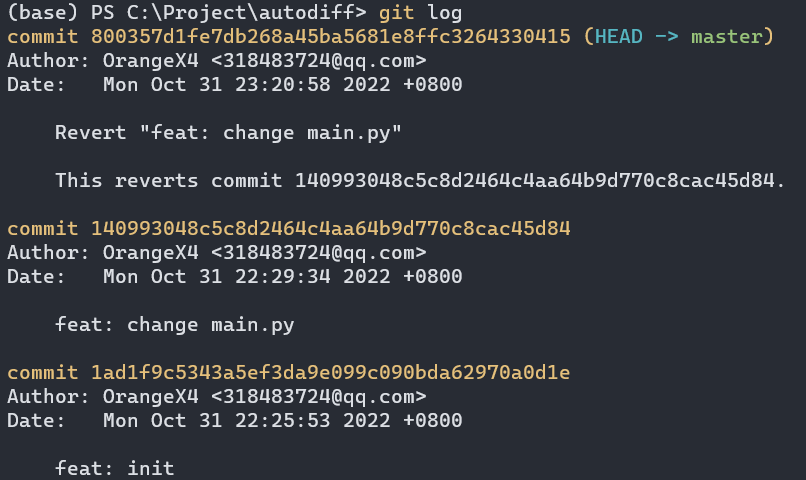 (base) PS C:\Project\autodiff> git log
commit 800357d1fe7db268a45ba5681e8ffc3264330415 (HEAD -> master)
Author: OrangeX4 <318483724@qq.com>
Date:   Mon Oct 31 23:20:58 2022 +0800
    Revert "feat: change main.py"
    This reverts commit 140993048c5c8d2464c4aa64b9d770c8cac45d84.
commit 140993048c5c8d2464c4aa64b9d770c8cac45d84
Author: OrangeX4 <318483724@qq.com>
Date:   Mon Oct 31 22:29:34 2022 +0800
    feat: change main.py
commit 1ad1f9c5343a5ef3da9e099c090bda62970a0d1e
Author: OrangeX4 <318483724@qq.com>
Date:   Mon Oct 31 22:25:53 2022 +0800
    feat: init